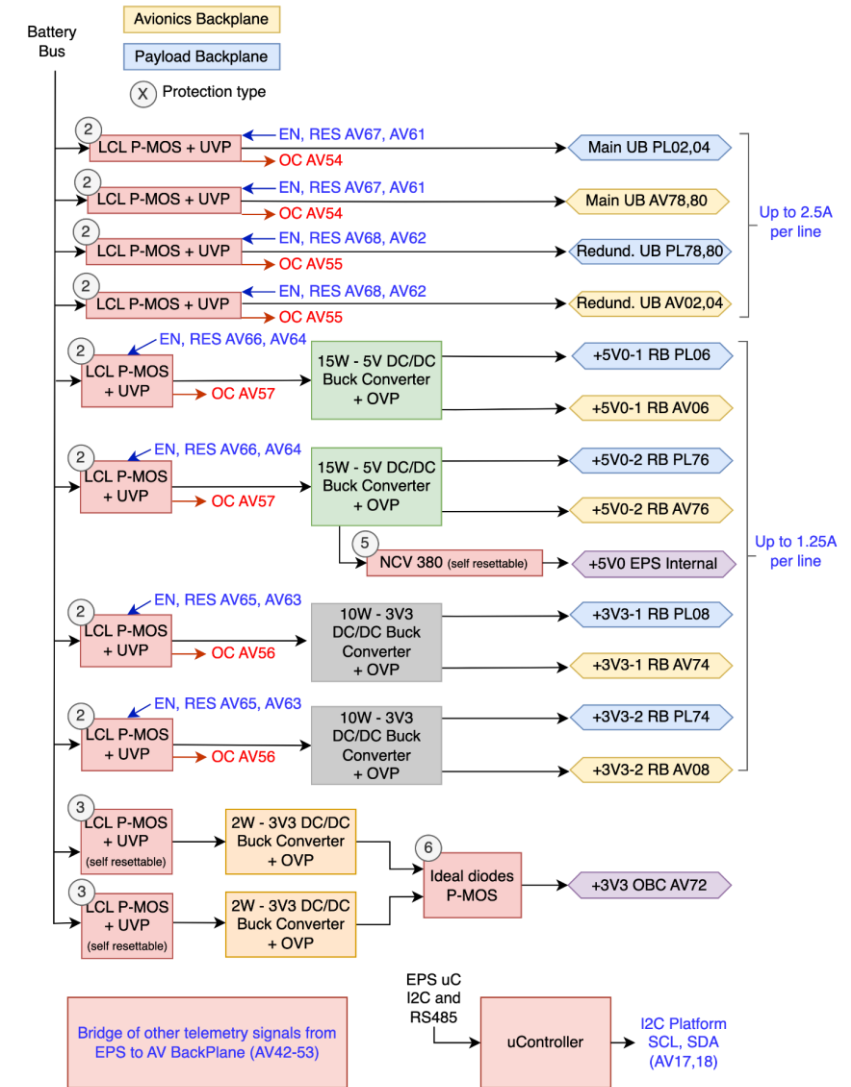 Avionics Backplane
Battery
Bus
Payload Backplane
X Protection type
2
LCL P-MOS + UVP
EN, RES AV67, AV61
OC AV54
Main UB PL02,04
2
LCL P-MOS + UVP
EN, RES AV67, AV61
OC AV54
Main UB AV78,80
2
LCL P-MOS + UVP
EN, RES AV68, AV62
OC AV55
Redund. UB PL78,80
2
LCL P-MOS + UVP
EN, RES AV68, AV62
OC AV55
Redund. UB AV02,04
Up to 2.5A
per line
2
LCL P-MOS
+ UVP
EN, RES AV66, AV64
OC AV57
15W - 5V DC/DC
Buck Converter
+ OVP
+5V0-1 RB PL06
+5V0-1 RB AV06
2
LCL P-MOS
+ UVP
EN, RES AV66, AV64
OC AV57
15W - 5V DC/DC
Buck Converter
+ OVP
+5V0-2 RB PL76
+5V0-2 RB AV76
5
NCV 380 (self resettable)
+5V0 EPS Internal
Up to 1.25A
per line
2
LCL P-MOS
+ UVP
EN, RES AV65, AV63
OC AV56
10W - 3V3
DC/DC Buck
Converter
+ OVP
+3V3-1 RB PL08
+3V3-1 RB AV74
2
LCL P-MOS
+ UVP
EN, RES AV65, AV63
OC AV56
10W - 3V3
DC/DC Buck
Converter
+ OVP
+3V3-2 RB PL74
+3V3-2 RB AV08
3
LCL P-MOS
+ UVP
(self resettable)
2W - 3V3 DC/DC
Buck Converter
+ OVP
3
LCL P-MOS
+ UVP
(self resettable)
2W - 3V3 DC/DC
Buck Converter
+ OVP
6
Ideal diodes
P-MOS
+3V3 OBC AV72
Bridge of other telemetry signals from
EPS to AV BackPlane (AV42-53)
EPS uC
I2C and
RS485
uController
I2C Platform
SCL, SDA
(AV17,18)